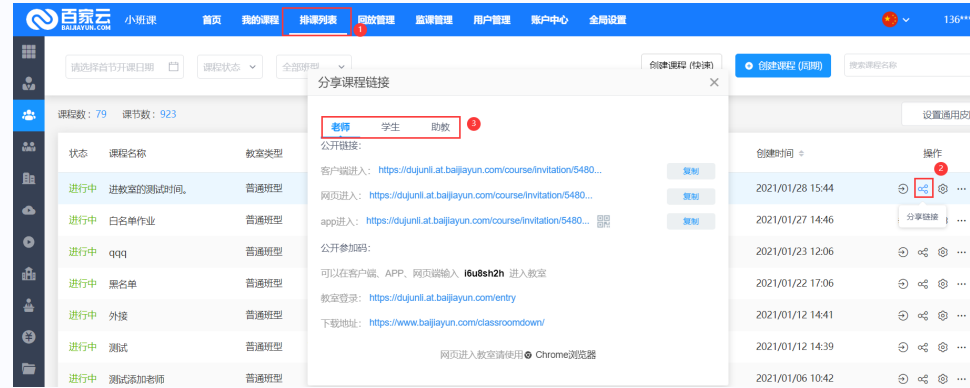 百家云 BAIJIAYUN.COM 小班课 首页 我的课程 排课列表 回放管理 监课管理 用户管理 账户中心 全局设置 136**
1
请选择首节开课日期 课程状态 全部班型 创建课程 (快速) 创建课程 (周期) 搜索课程名称
分享课程链接
课程数：79 课节数：923 设置通用皮
老师 学生 助教 3
公开链接：
状态 课程名称 教室类型 创建时间 操作
2
客户端进入： https://dujunli.at.baijiayun.com/course/invitation/5480... 复制
进行中 进教室的测试时间。 普通班型 2021/01/28 15:44
网页进入： https://dujunli.at.baijiayun.com/course/invitation/5480... 复制
分享链接
app进入： https://dujunli.at.baijiayun.com/course/invitation/5480... 复制
进行中 白名单作业 普通班型 2021/01/27 14:46
公开参加码：
进行中 qqq 普通班型 2021/01/23 12:06
可以在客户端、APP、网页端输入 i6u8sh2h 进入教室
进行中 黑名单 普通班型 2021/01/22 17:06
教室登录： https://dujunli.at.baijiayun.com/entry
进行中 外接 普通班型 2021/01/12 14:41
下载地址： https://www.baijiayun.com/classroomdown/
进行中 测试 普通班型 2021/01/12 14:39
网页进入教室请使用 Chrome浏览器
进行中 测试添加老师 普通班型 2021/01/06 10:42